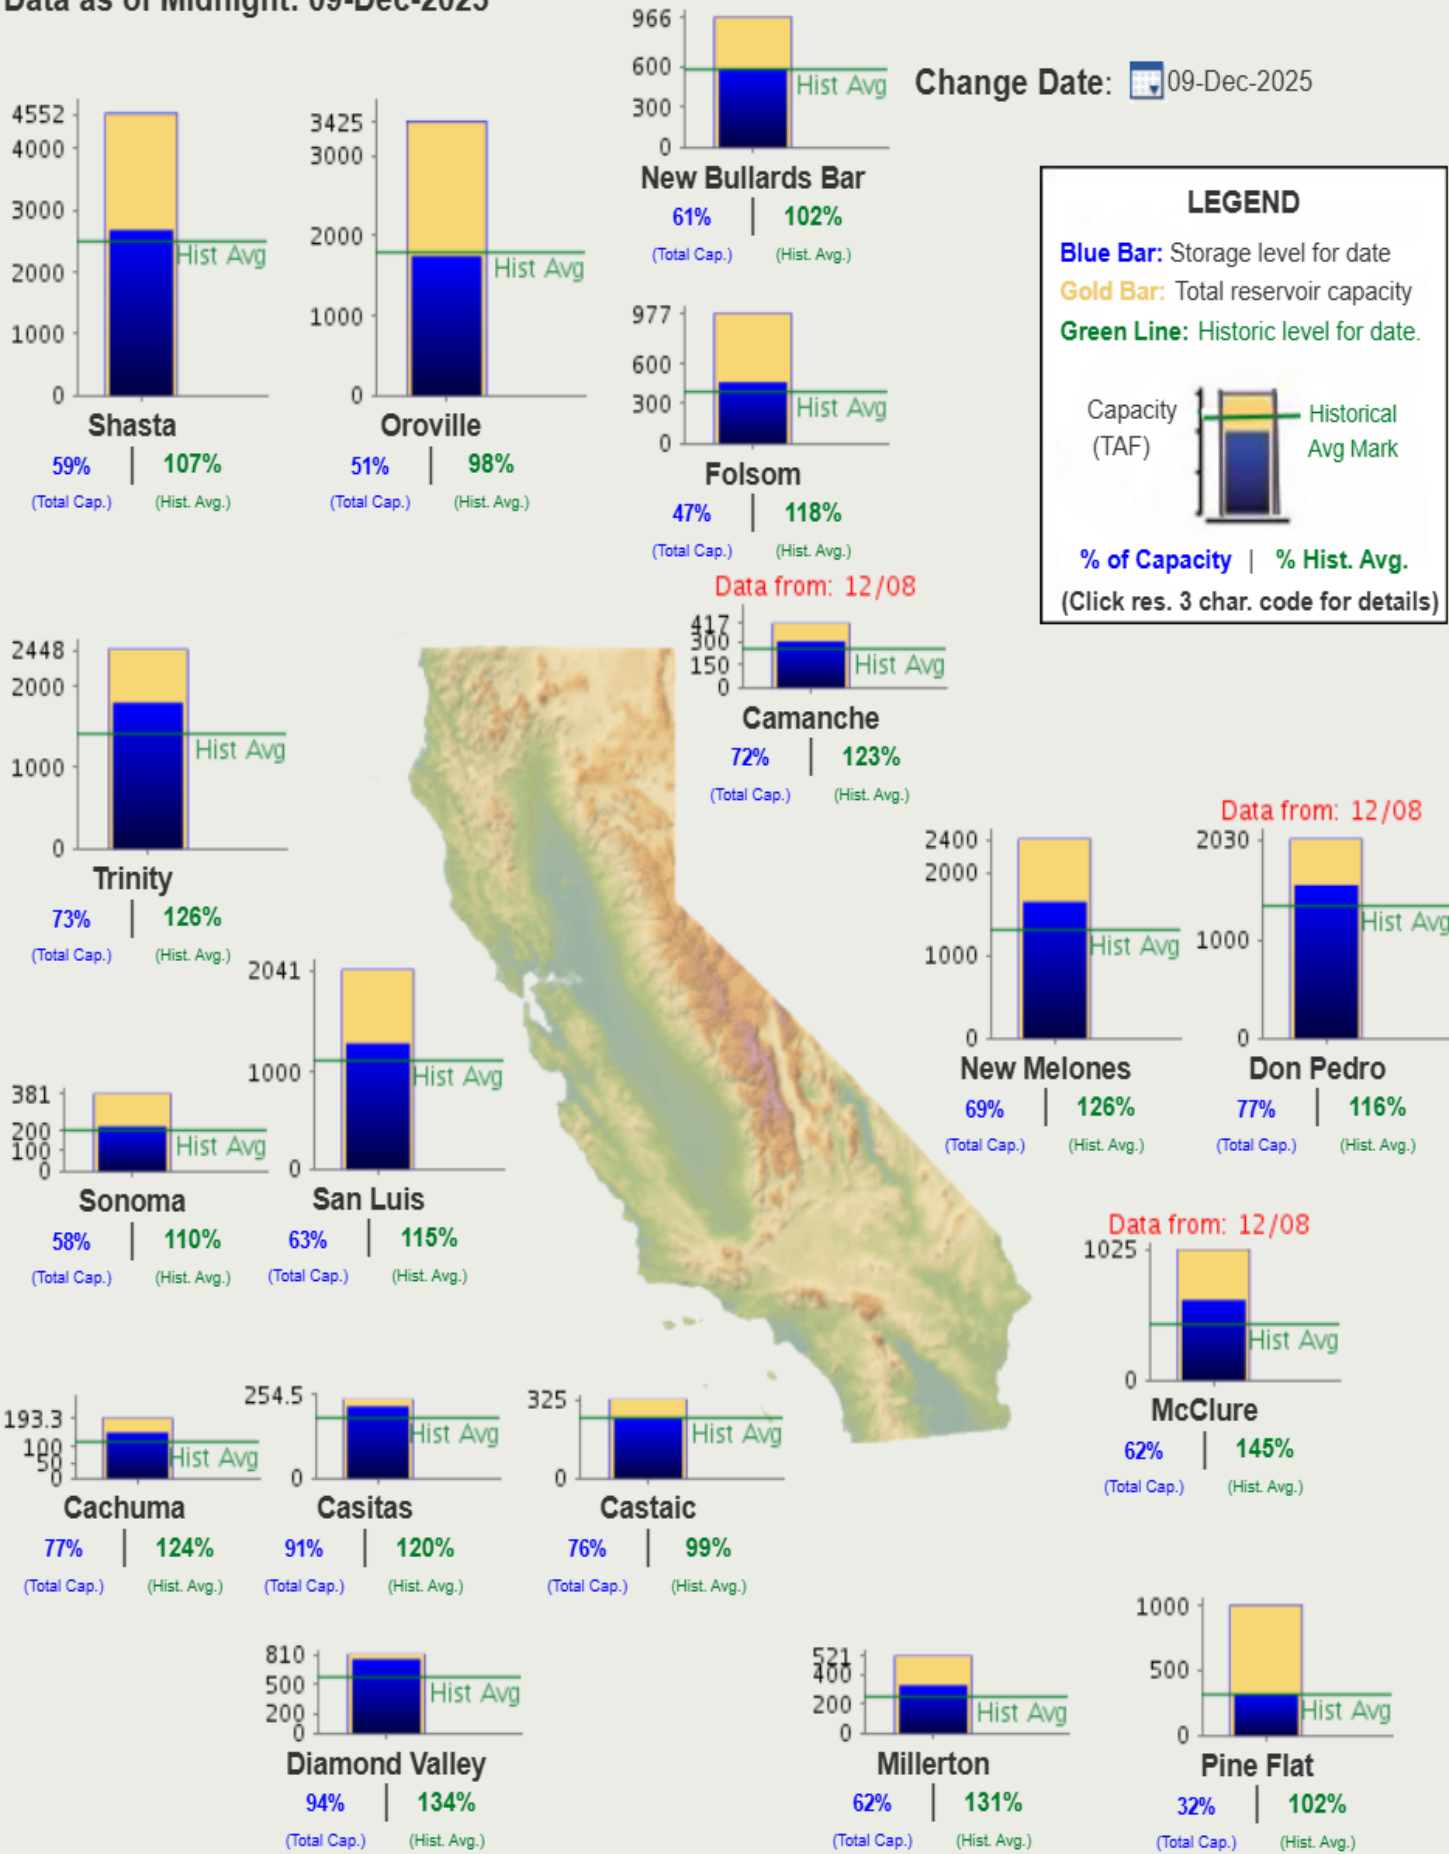 Data as of Midnight: 09-Dec-2025
966
600
300
0
Hist Avg
New Bullards Bar
61% | 102%
(Total Cap.) (Hist. Avg.)
Change Date: 09-Dec-2025
4552
4000
3000
2000
1000
0
Hist Avg
Shasta
59% | 107%
(Total Cap.) (Hist. Avg.)
3425
3000
2000
1000
0
Hist Avg
Oroville
51% | 98%
(Total Cap.) (Hist. Avg.)
977
600
300
0
Hist Avg
Folsom
47% | 118%
(Total Cap.) (Hist. Avg.)
LEGEND
Blue Bar: Storage level for date
Gold Bar: Total reservoir capacity
Green Line: Historic level for date.
Capacity
(TAF)
Historical
Avg Mark
% of Capacity | % Hist. Avg.
(Click res. 3 char. code for details)
Data from: 12/08
417
300
150
0
Hist Avg
Camanche
72% | 123%
(Total Cap.) (Hist. Avg.)
2448
2000
1000
0
Hist Avg
Trinity
73% | 126%
(Total Cap.) (Hist. Avg.)
2400
2000
1000
0
Hist Avg
New Melones
69% | 126%
(Total Cap.) (Hist. Avg.)
Data from: 12/08
2030
1000
0
Hist Avg
Don Pedro
77% | 116%
(Total Cap.) (Hist. Avg.)
381
200
100
0
Hist Avg
Sonoma
58% | 110%
(Total Cap.) (Hist. Avg.)
2041
1000
0
Hist Avg
San Luis
63% | 115%
(Total Cap.) (Hist. Avg.)
Data from: 12/08
1025
0
Hist Avg
McClure
62% | 145%
(Total Cap.) (Hist. Avg.)
193.3
100
50
0
Hist Avg
Cachuma
77% | 124%
(Total Cap.) (Hist. Avg.)
254.5
0
Hist Avg
Casitas
91% | 120%
(Total Cap.) (Hist. Avg.)
325
0
Hist Avg
Castaic
76% | 99%
(Total Cap.) (Hist. Avg.)
810
500
200
0
Hist Avg
Diamond Valley
94% | 134%
(Total Cap.) (Hist. Avg.)
521
400
200
0
Hist Avg
Millerton
62% | 131%
(Total Cap.) (Hist. Avg.)
1000
500
0
Hist Avg
Pine Flat
32% | 102%
(Total Cap.) (Hist. Avg.)